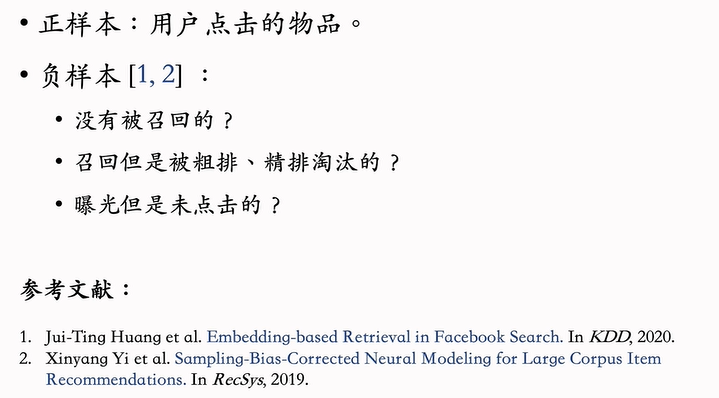 • 正样本：用户点击的物品。
• 负样本 [1, 2] ：
• 没有被召回的？
• 召回但是被粗排、精排淘汰的？
• 曝光但是未点击的？
参考文献：
1. Jui-Ting Huang et al. Embedding-based Retrieval in Facebook Search. In KDD, 2020.
2. Xinyang Yi et al. Sampling-Bias-Corrected Neural Modeling for Large Corpus Item
Recommendations. In RecSys, 2019.